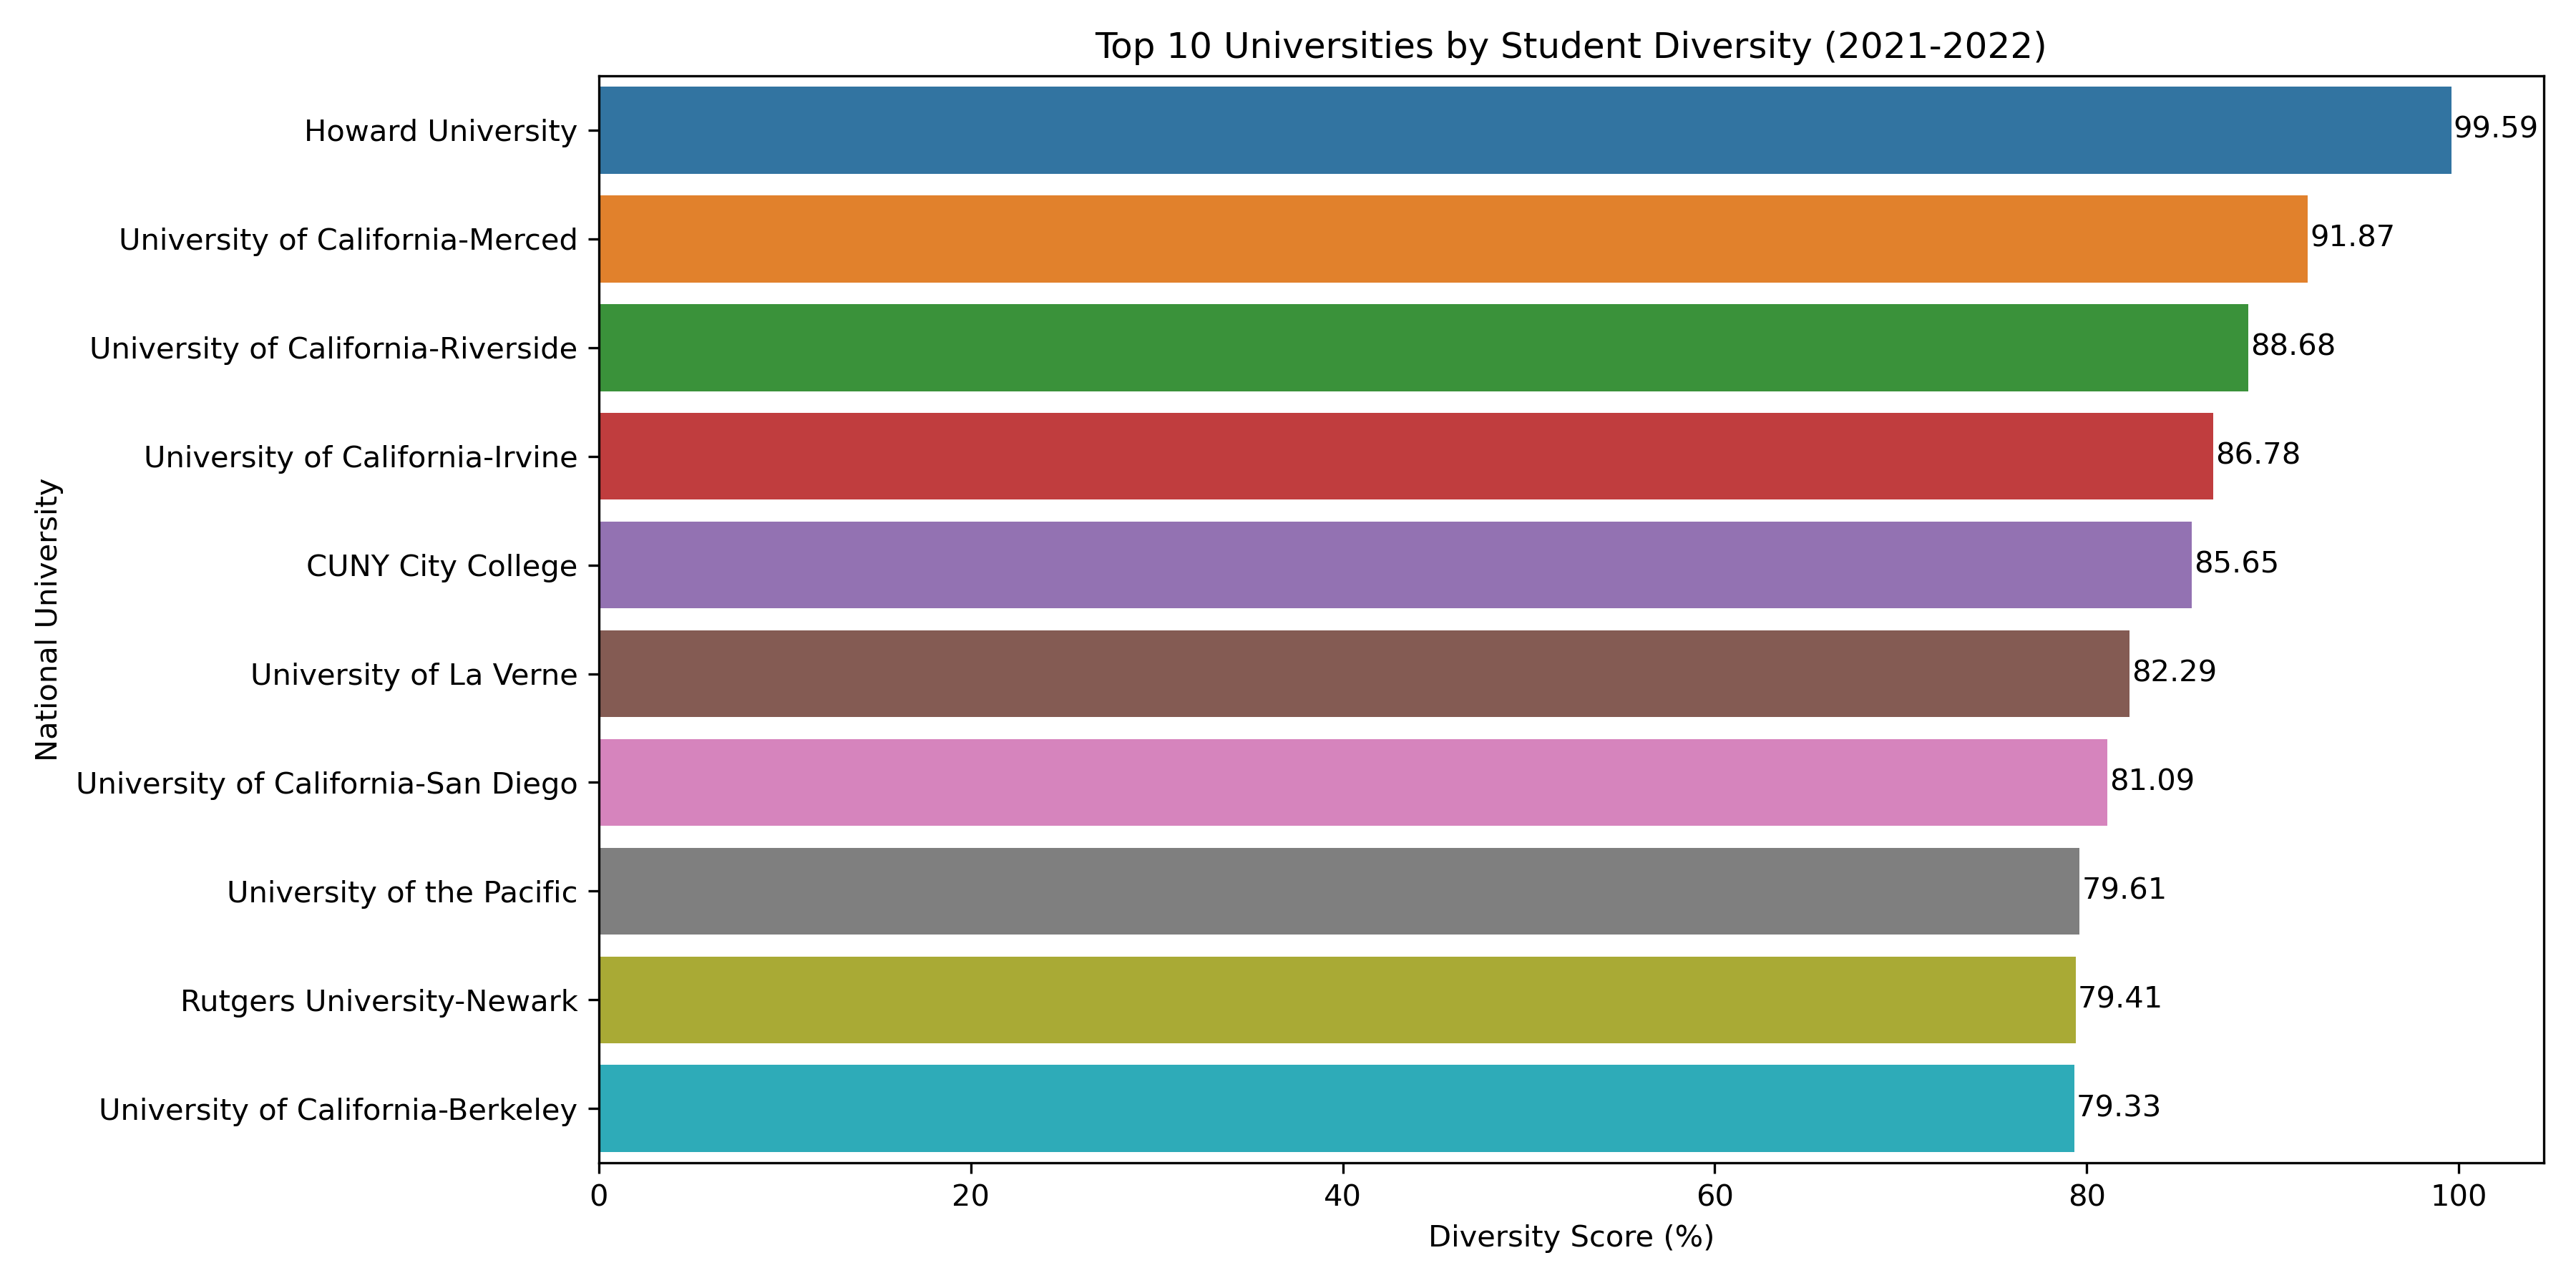 Top 10 Universities by Student Diversity (2021-2022)
National University
Howard University 99.59
University of California-Merced 91.87
University of California-Riverside 88.68
University of California-Irvine 86.78
CUNY City College 85.65
University of La Verne 82.29
University of California-San Diego 81.09
University of the Pacific 79.61
Rutgers University-Newark 79.41
University of California-Berkeley 79.33
0 20 40 60 80 100
Diversity Score (%)